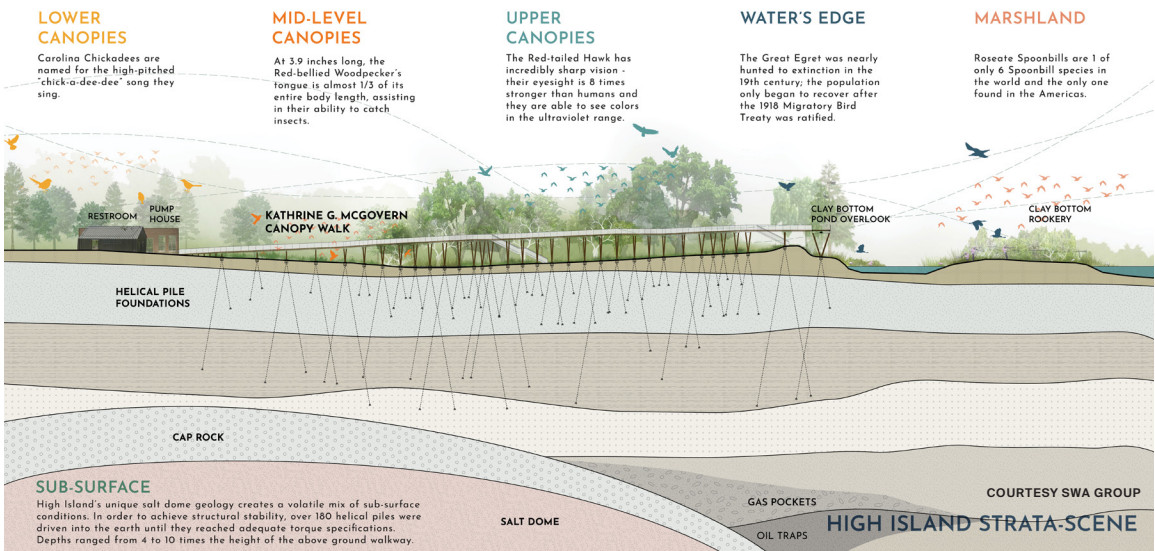 LOWER
CANOPIES
Carolina Chickadees are
named for the high-pitched
"chick-a-dee-dee" song they
sing.
MID-LEVEL
CANOPIES
At 3.9 inches long, the
Red-bellied Woodpecker's
tongue is almost 1/3 of its
entire body length, assisting
in their ability to catch
insects.
UPPER
CANOPIES
The Red-tailed Hawk has
incredibly sharp vision -
their eyesight is 8 times
stronger than humans and
they are able to see colors
in the ultraviolet range.
WATER'S EDGE
The Great Egret was nearly
hunted to extinction in the
19th century; the population
only began to recover after
the 1918 Migratory Bird
Treaty was ratified.
MARSHLAND
Roseate Spoonbills are 1 of
only 6 Spoonbill species in
the world and the only one
found in the Americas.
RESTROOM
PUMP
HOUSE
KATHRINE G. MCGOVERN
CANOPY WALK
CLAY BOTTOM
POND OVERLOOK
CLAY BOTTOM
ROOKERY
HELICAL PILE
FOUNDATIONS
CAP ROCK
SUB-SURFACE
High Island's unique salt dome geology creates a volatile mix of sub-surface
conditions. In order to achieve structural stability, over 180 helical piles were
driven into the earth until they reached adequate torque specifications.
Depths ranged from 4 to 10 times the height of the above ground walkway.
SALT DOME
GAS POCKETS
OIL TRAPS
COURTESY SWA GROUP
HIGH ISLAND STRATA-SCENE